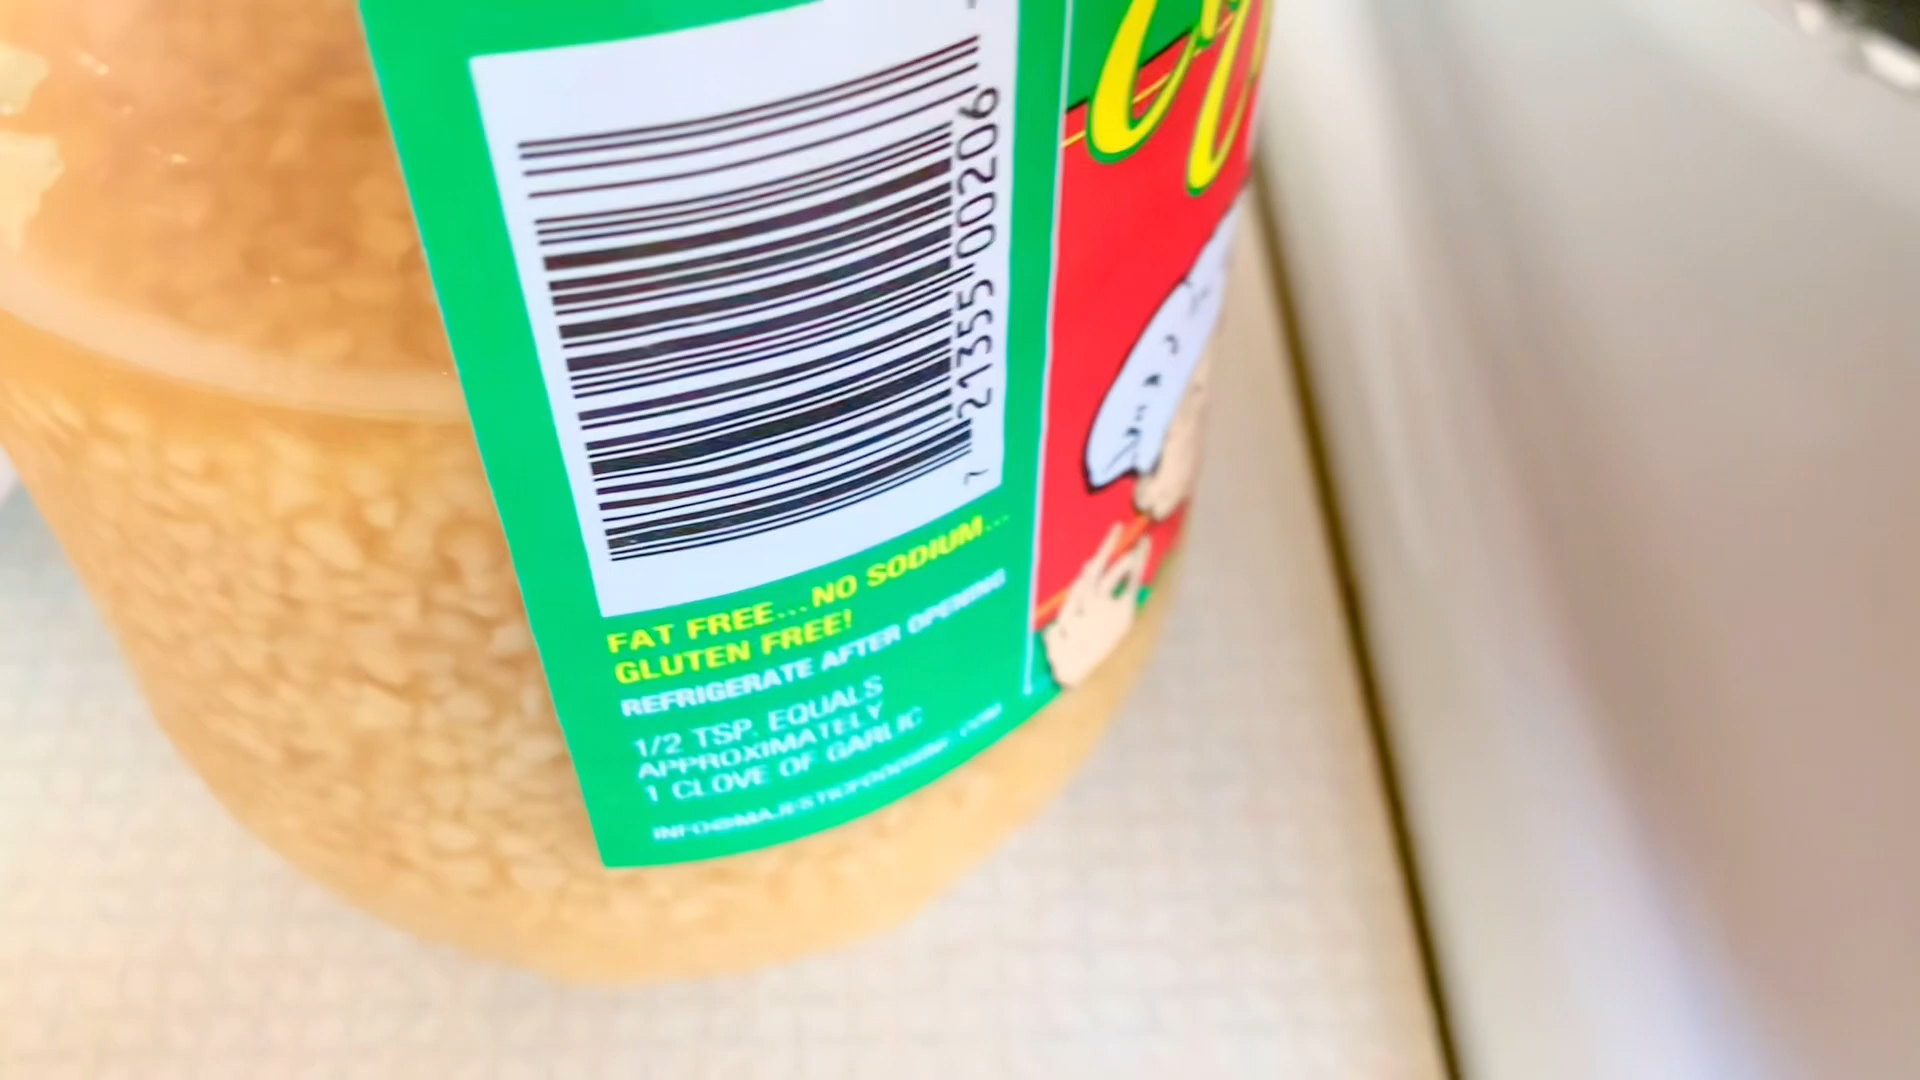 7 21355 00206
FAT FREE...NO SODIUM...
GLUTEN FREE!
REFRIGERATE AFTER OPENING
1/2 TSP. EQUALS
APPROXIMATELY
1 CLOVE OF GARLIC